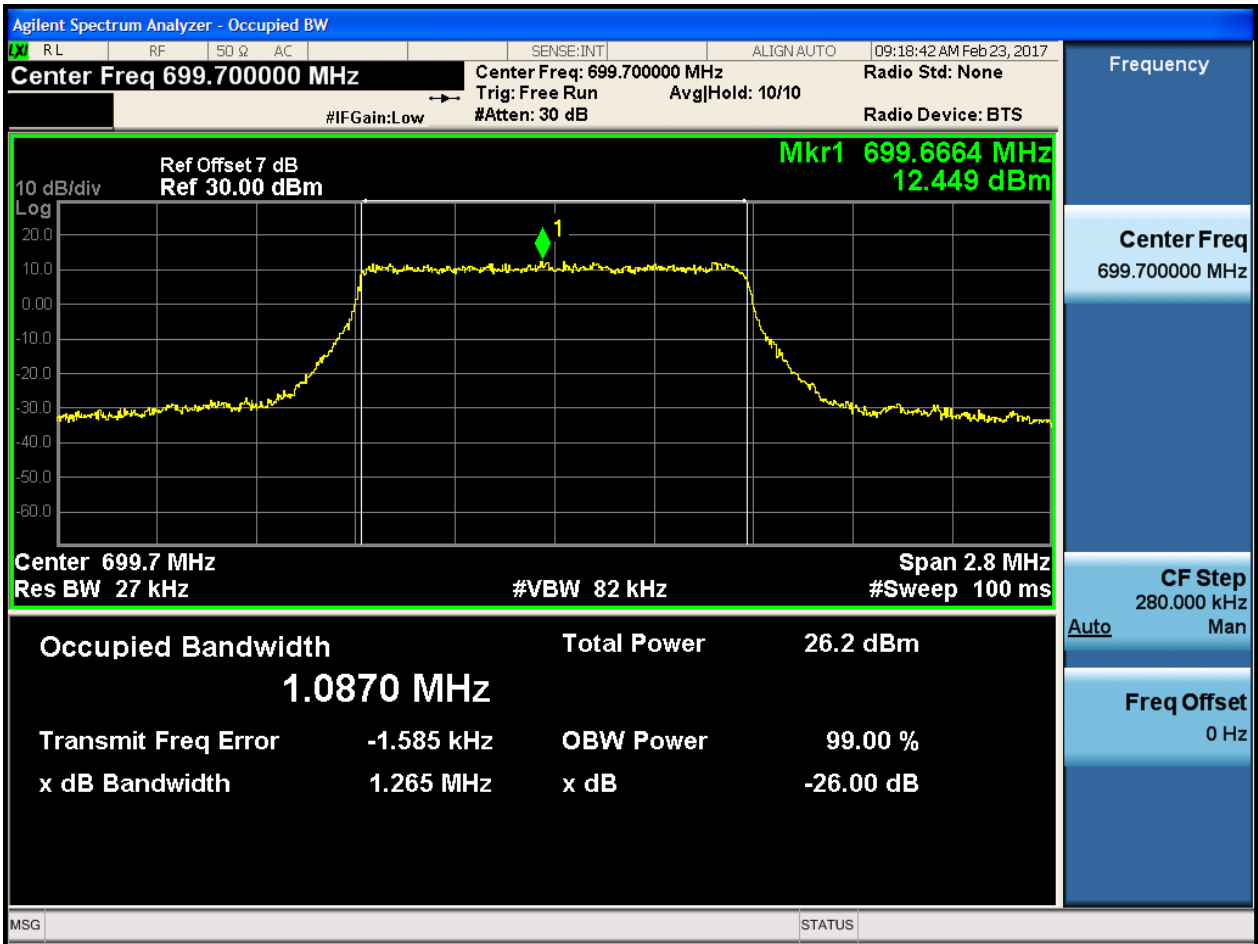 Agilent Spectrum Analyzer - Occupied BW
LXI RL RF 50 Ω AC SENSE:INT ALIGN AUTO 09:18:42 AM Feb 23, 2017
Center Freq 699.700000 MHz
Center Freq: 699.700000 MHz Radio Std: None
Trig: Free Run Avg|Hold: 10/10
#IFGain:Low #Atten: 30 dB Radio Device: BTS
Frequency
Mkr1 699.6664 MHz
12.449 dBm
Ref Offset 7 dB
10 dB/div Ref 30.00 dBm
Log
20.0
10.0
0.00
-10.0
-20.0
-30.0
-40.0
-50.0
-60.0
1
Center 699.7 MHz Span 2.8 MHz
Res BW 27 kHz #VBW 82 kHz #Sweep 100 ms
Occupied Bandwidth Total Power 26.2 dBm
1.0870 MHz
Transmit Freq Error -1.585 kHz OBW Power 99.00 %
x dB Bandwidth 1.265 MHz x dB -26.00 dB
Center Freq
699.700000 MHz
CF Step
280.000 kHz
Auto Man
Freq Offset
0 Hz
MSG STATUS